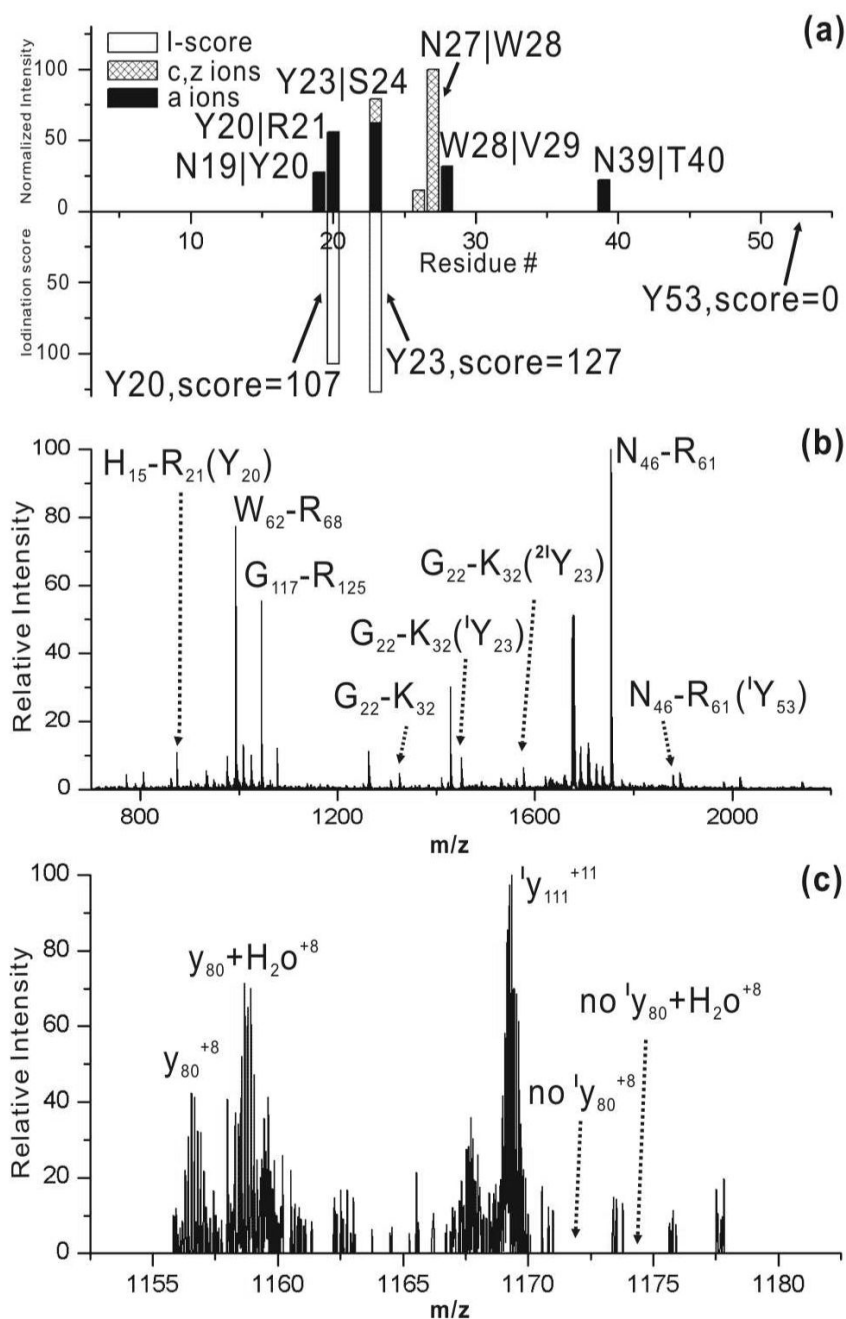 (a)
I-score
c,z ions
a ions
N27|W28
Y23|S24
Y20|R21
W28|V29
N19|Y20
N39|T40
Normalized Intensity
100
50
0
10
20
30
40
50
Residue #
Iodination score
50
100
Y53,score=0
Y23,score=127
Y20,score=107
(b)
Relative Intensity
100
80
60
40
20
0
H₁₅-R₂₁(Y₂₀)
N₄₆-R₆₁
W₆₂-R₆₈
G₂₂-K₃₂(²ᴵY₂₃)
G₁₁₇-R₁₂₅
G₂₂-K₃₂(ᴵY₂₃)
G₂₂-K₃₂
N₄₆-R₆₁(ᴵY₅₃)
800
1200
1600
2000
m/z
(c)
Relative Intensity
100
80
60
40
20
0
ᴵy₁₁₁⁺¹¹
y₈₀+H₂o⁺⁸
no ᴵy₈₀+H₂o⁺⁸
y₈₀⁺⁸
no ᴵy₈₀⁺⁸
1155
1160
1165
1170
1175
1180
m/z